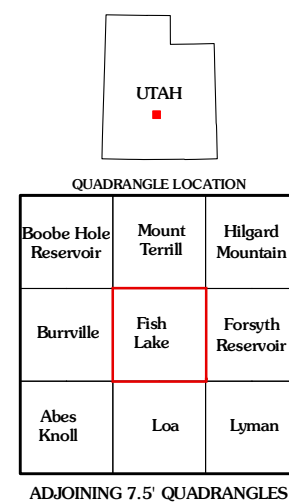 UTAH
QUADRANGLE LOCATION
Boobe Hole
Reservoir
Mount
Terrill
Hilgard
Mountain
Burrville
Fish
Lake
Forsyth
Reservoir
Abes
Knoll
Loa
Lyman
ADJOINING 7.5' QUADRANGLES